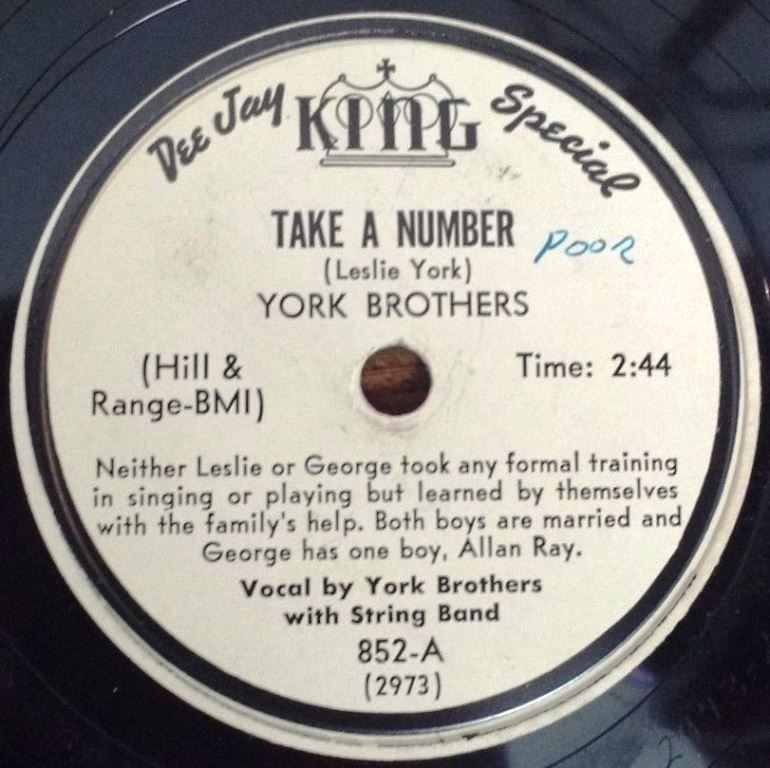 Dee Jay KING Special
TAKE A NUMBER
Poor
(Leslie York)
YORK BROTHERS
(Hill &
Range-BMI)
Time: 2:44
Neither Leslie or George took any formal training
in singing or playing but learned by themselves
with the family's help. Both boys are married and
George has one boy, Allan Ray.
Vocal by York Brothers
with String Band
852-A
(2973)